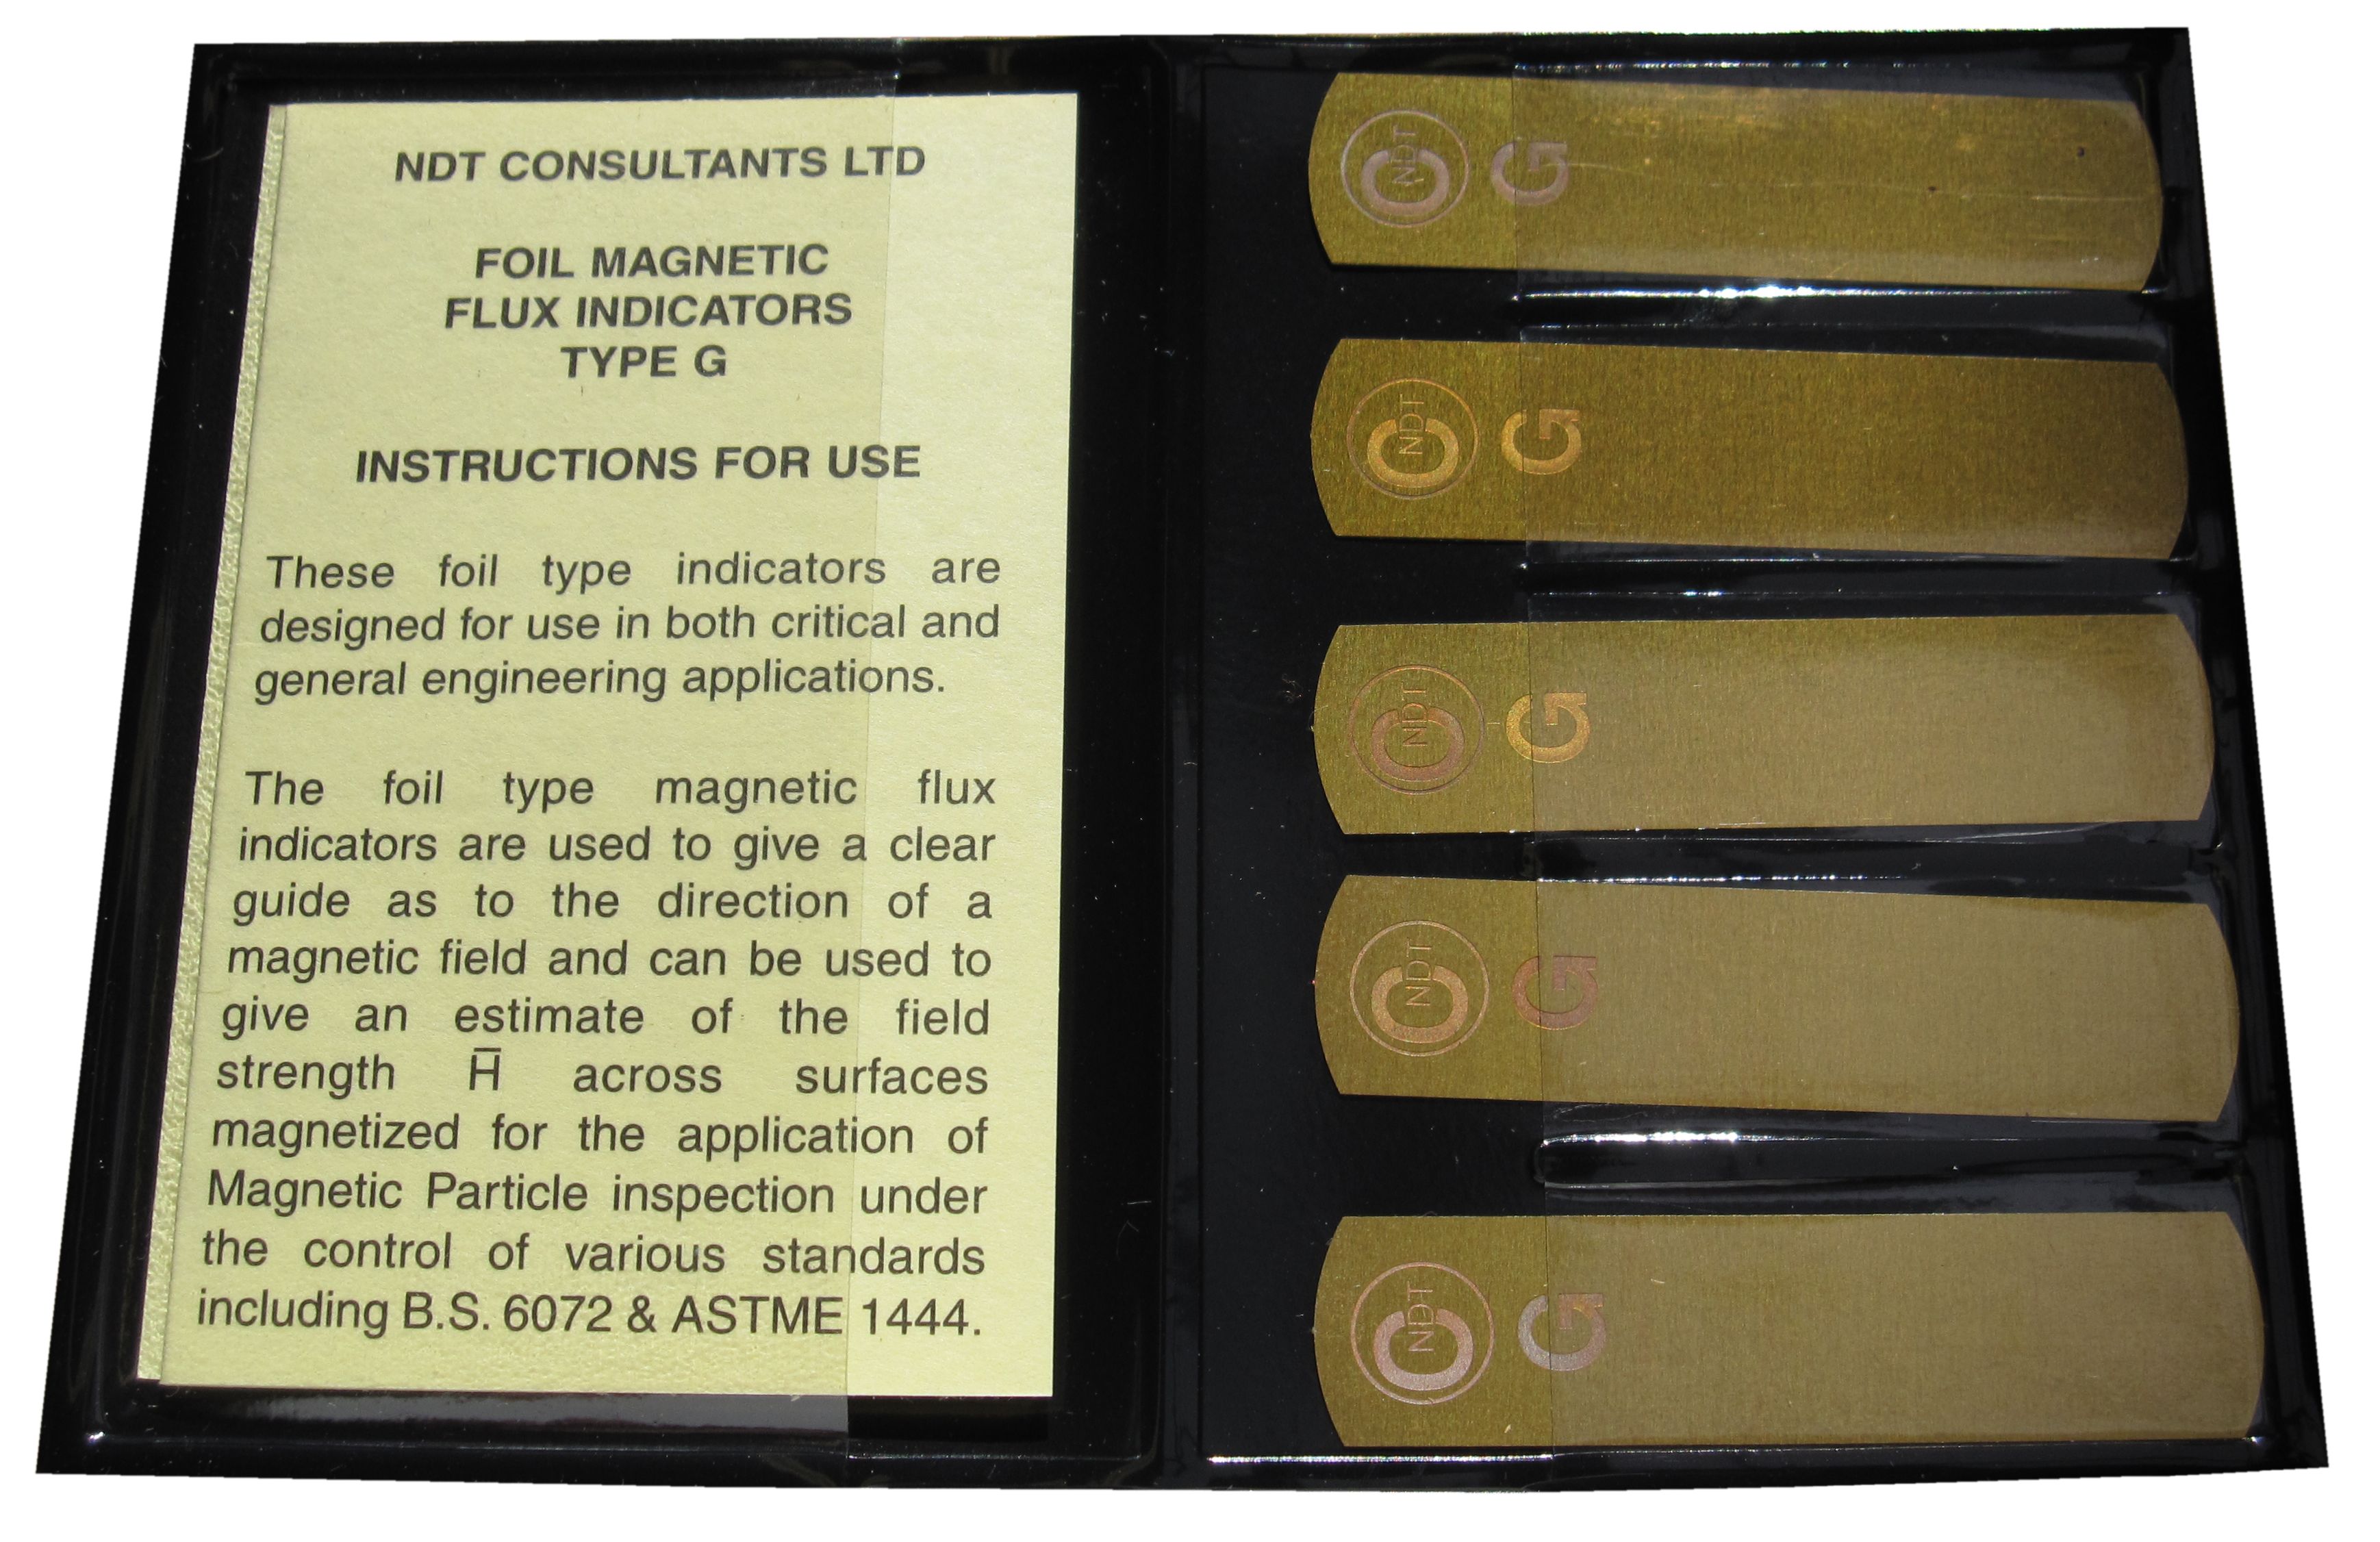 NDT CONSULTANTS LTD
FOIL MAGNETIC
FLUX INDICATORS
TYPE G
INSTRUCTIONS FOR USE
These foil type indicators are
designed for use in both critical and
general engineering applications.
The foil type magnetic flux
indicators are used to give a clear
guide as to the direction of a
magnetic field and can be used to
give an estimate of the field
strength H̅ across surfaces
magnetized for the application of
Magnetic Particle inspection under
the control of various standards
including B.S. 6072 & ASTME 1444.
C NDT G
C NDT G
C NDT G
C NDT G
C NDT G